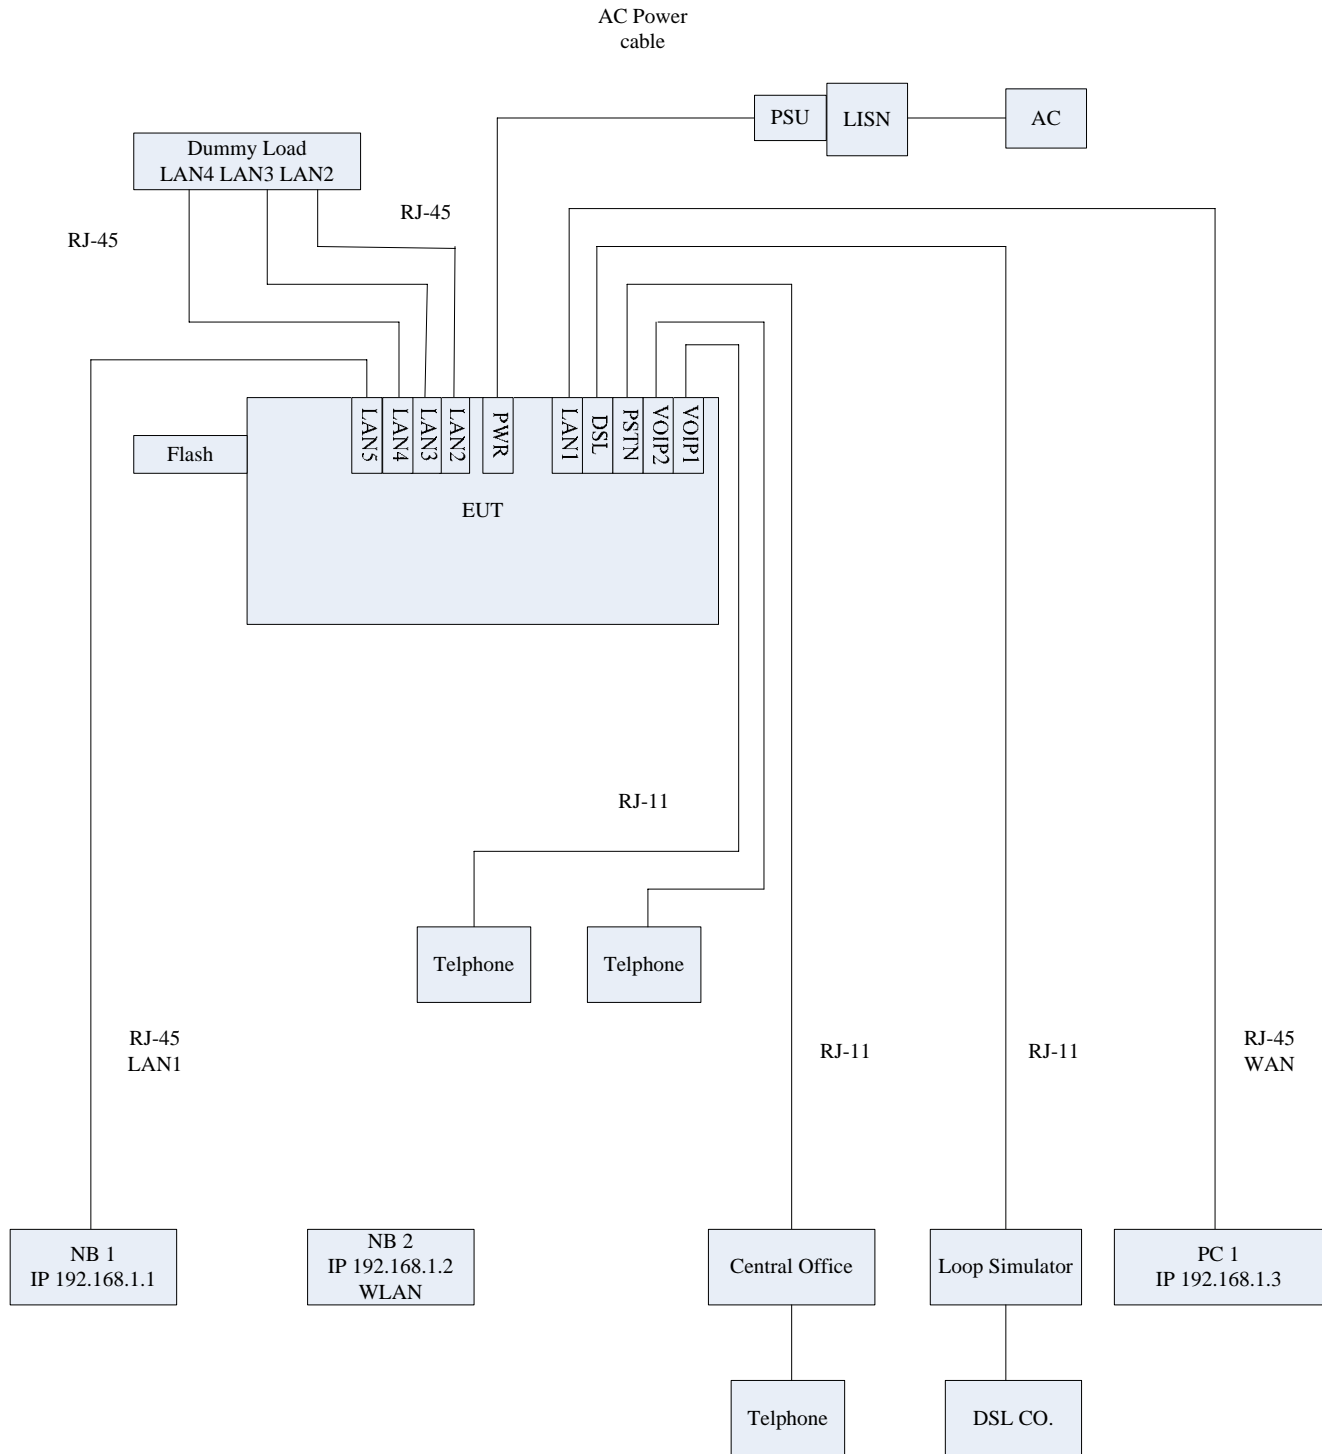 AC Power
cable
PSU
LISN
AC
Dummy Load
LAN4 LAN3 LAN2
RJ-45
RJ-45
LAN5
LAN4
LAN3
LAN2
PWR
LAN1
DSL
PSTN
VOIP2
VOIP1
Flash
EUT
RJ-11
Telphone
Telphone
RJ-45
LAN1
RJ-11
RJ-11
RJ-45
WAN
NB 1
IP 192.168.1.1
NB 2
IP 192.168.1.2
WLAN
Central Office
Loop Simulator
PC 1
IP 192.168.1.3
Telphone
DSL CO.